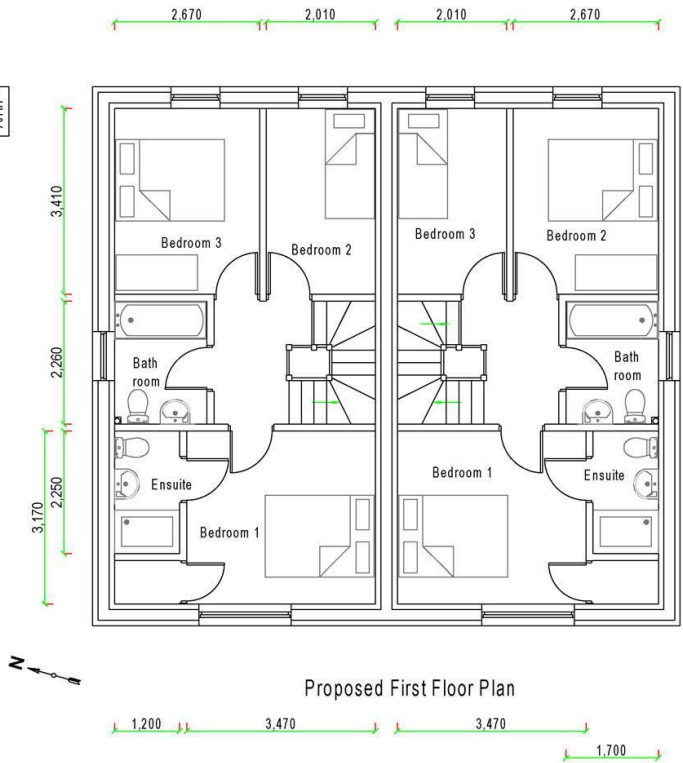 2,670 2,010 2,010 2,670
3,410
Bedroom 3
Bedroom 2
Bedroom 3
Bedroom 2
2,260
Bath
room
Bath
room
3,170
2,250
Ensuite
Bedroom 1
Bedroom 1
Ensuite
N
Proposed First Floor Plan
1,200 3,470 3,470
1,700